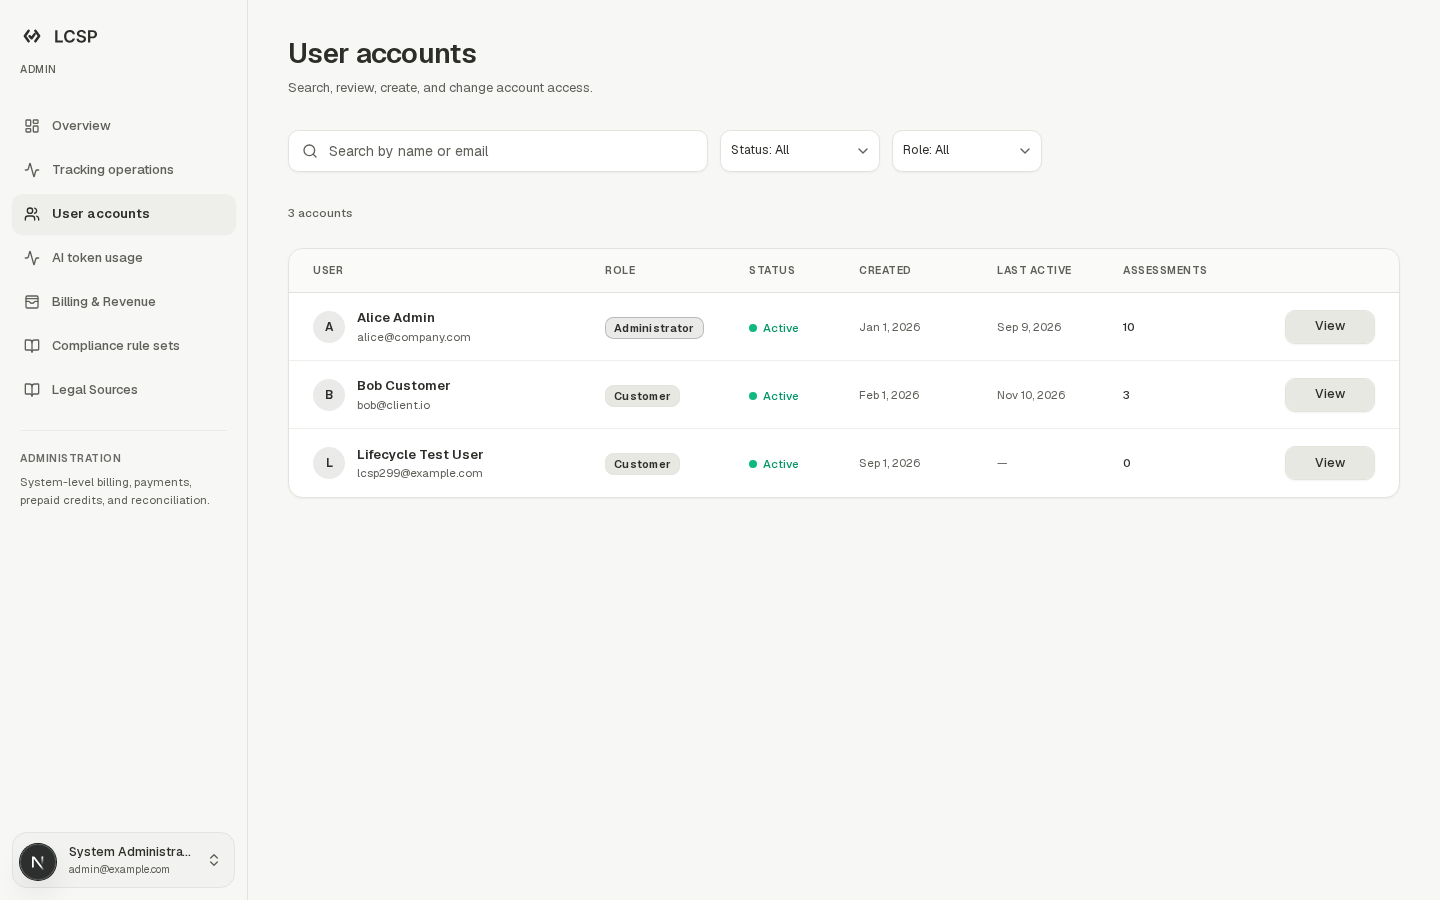 LCSP
ADMIN
Overview
Tracking operations
User accounts
AI token usage
Billing & Revenue
Compliance rule sets
Legal Sources
ADMINISTRATION
System-level billing, payments,
prepaid credits, and reconciliation.
N
System Administra...
admin@example.com
User accounts
Search, review, create, and change account access.
Search by name or email
Status: All
Role: All
3 accounts
USER ROLE STATUS CREATED LAST ACTIVE ASSESSMENTS
A Alice Admin alice@company.com Administrator Active Jan 1, 2026 Sep 9, 2026 10 View
B Bob Customer bob@client.io Customer Active Feb 1, 2026 Nov 10, 2026 3 View
L Lifecycle Test User lcsp299@example.com Customer Active Sep 1, 2026 — 0 View